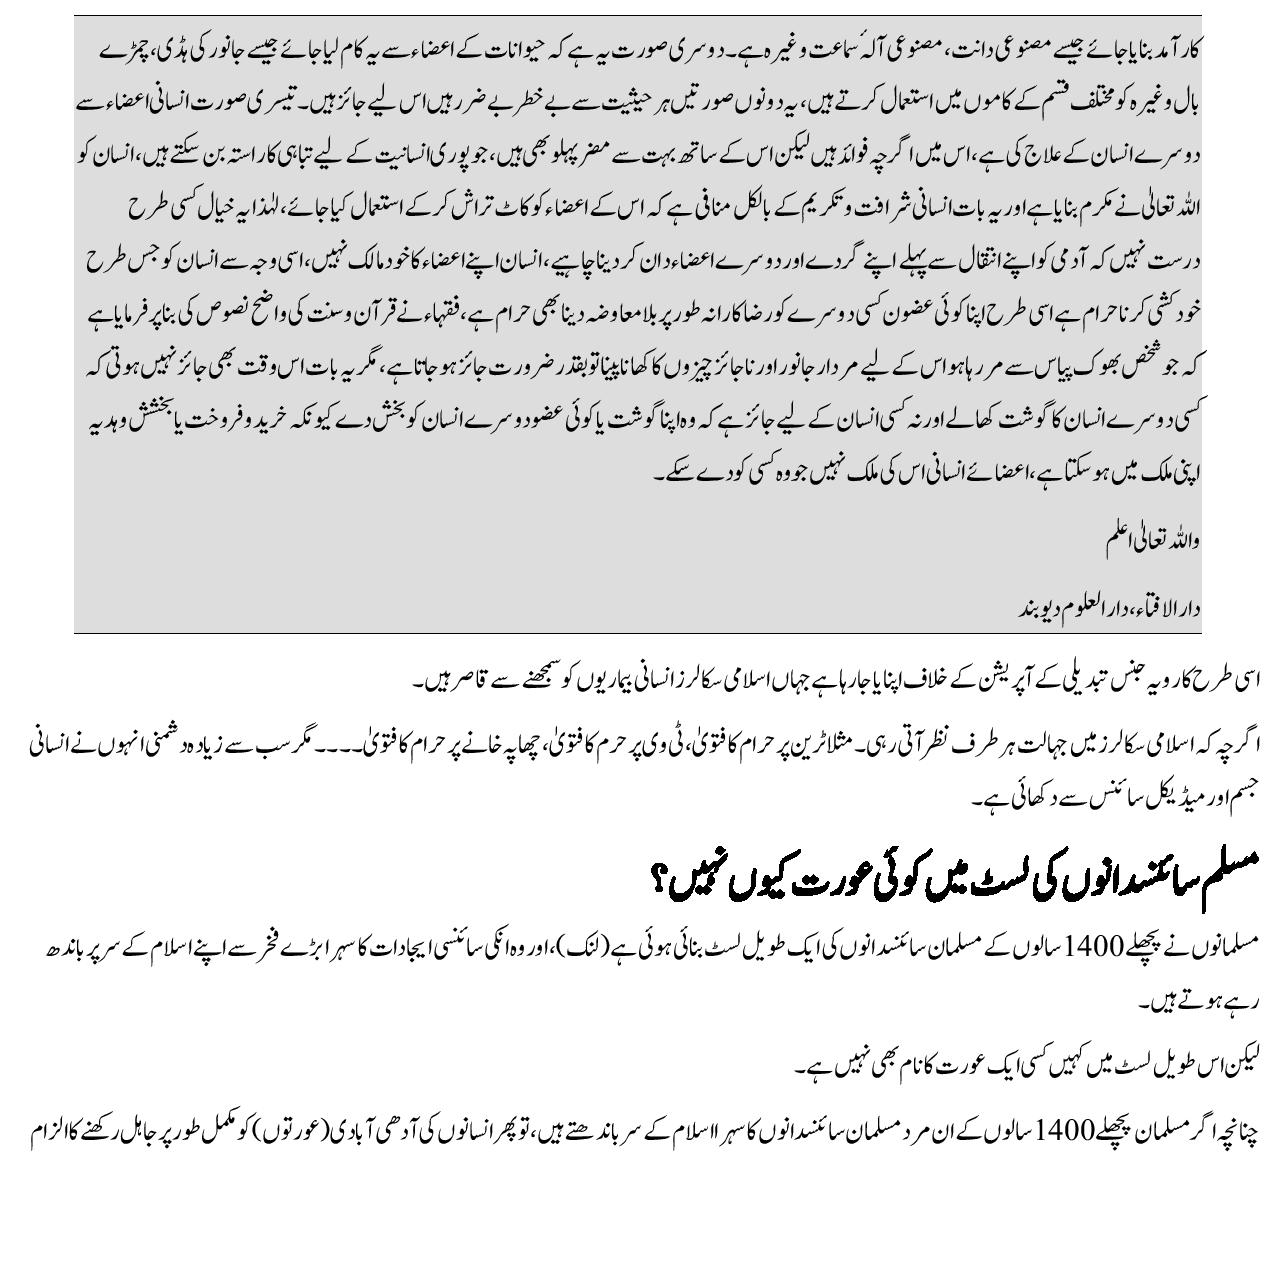 کارآمد بنایا جائے جیسے مصنوعی دانت، مصنوعی آلہٴ سماعت وغیرہ ہے۔ دوسری صورت یہ ہے کہ حیوانات کے اعضاء سے یہ کام لیا جائے جیسے جانور کی ہڈی، چمڑے
بال وغیرہ کو مختلف قسم کے کاموں میں استعمال کرتے ہیں، یہ دونوں صورتیں ہر حیثیت سے بے خطر بے ضرر ہیں اس لیے جائز ہیں۔ تیسری صورت انسانی اعضاء سے
دوسرے انسان کے علاج کی ہے، اس میں اگرچہ فوائد ہیں لیکن اس کے ساتھ بہت سے مضر پہلو بھی ہیں، جو پوری انسانیت کے لیے تباہی کا راستہ بن سکتے ہیں، انسان کو
اللہ تعالیٰ نے مکرم بنایا ہے اور یہ بات انسانی شرافت و تکریم کے بالکل منافی ہے کہ اس کے اعضاء کو کاٹ تراش کرکے استعمال کیا جائے، لہٰذا یہ خیال کسی طرح
درست نہیں کہ آدمی کو اپنے انتقال سے پہلے اپنے گردے اور دوسرے اعضاء دان کردینا چاہیے، انسان اپنے اعضاء کا خود مالک نہیں، اسی وجہ سے انسان کو جس طرح
خودکشی کرنا حرام ہے اسی طرح اپنا کوئی عضون کسی دوسرے کو رضاکارانہ طور پر بلامعاوضہ دینا بھی حرام ہے، فقہاء نے قرآن وسنت کی واضح نصوص کی بنا پر فرمایا ہے
کہ جو شخص بھوک پیاس سے مررہا ہو اس کے لیے مردار جانور اور ناجائز چیزوں کا کھانا پینا تو بقدر ضرورت جائز ہوجاتا ہے، مگر یہ بات اس وقت بھی جائز نہیں ہوتی کہ
کسی دوسرے انسان کا گوشت کھالے اور نہ کسی انسان کے لیے جائز ہے کہ وہ اپنا گوشت یا کوئی عضو دوسرے انسان کو بخش دے کیونکہ خریدوفروخت یا بخشش و ہدیہ
اپنی ملک میں ہوسکتا ہے، اعضائے انسانی اس کی ملک نہیں جو وہ کسی کو دے سکے۔
واللہ تعالیٰ اعلم
دارالافتاء، دارالعلوم دیوبند
اسی طرح کا رویہ جنس تبدیلی کے آپریشن کے خلاف اپنایا جا رہا ہے جہاں اسلامی سکالرز انسانی بیماریوں کو سمجھنے سے قاصر ہیں۔
اگرچہ کہ اسلامی سکالرز میں جہالت ہر طرف نظر آتی رہی۔ مثلا ٹرین پر حرام کا فتویٰ، ٹی وی پر حرم کا فتویٰ، چھاپہ خانے پر حرام کا فتویٰ۔۔۔۔ مگر سب سے زیادہ دشمنی انہوں نے انسانی
جسم اور میڈیکل سائنس سے دکھائی ہے۔
مسلم سائنسدانوں کی لسٹ میں کوئی عورت کیوں نہیں؟
مسلمانوں نے پچھلے 1400 سالوں کے مسلمان سائنسدانوں کی ایک طویل لسٹ بنائی ہوئی ہے (لنک)، اور وہ انکی سائنسی ایجادات کا سہرا بڑے فخر سے اپنے اسلام کے سر پر باندھ
رہے ہوتے ہیں۔
لیکن اس طویل لسٹ میں کہیں کسی ایک عورت کا نام بھی نہیں ہے۔
چنانچہ اگر مسلمان پچھلے 1400 سالوں کے ان مرد مسلمان سائنسدانوں کا سہرا اسلام کے سر باندھتے ہیں، تو پھر انسانوں کی آدھی آبادی (عورتوں) کو مکمل طور پر جاہل رکھنے کا الزام